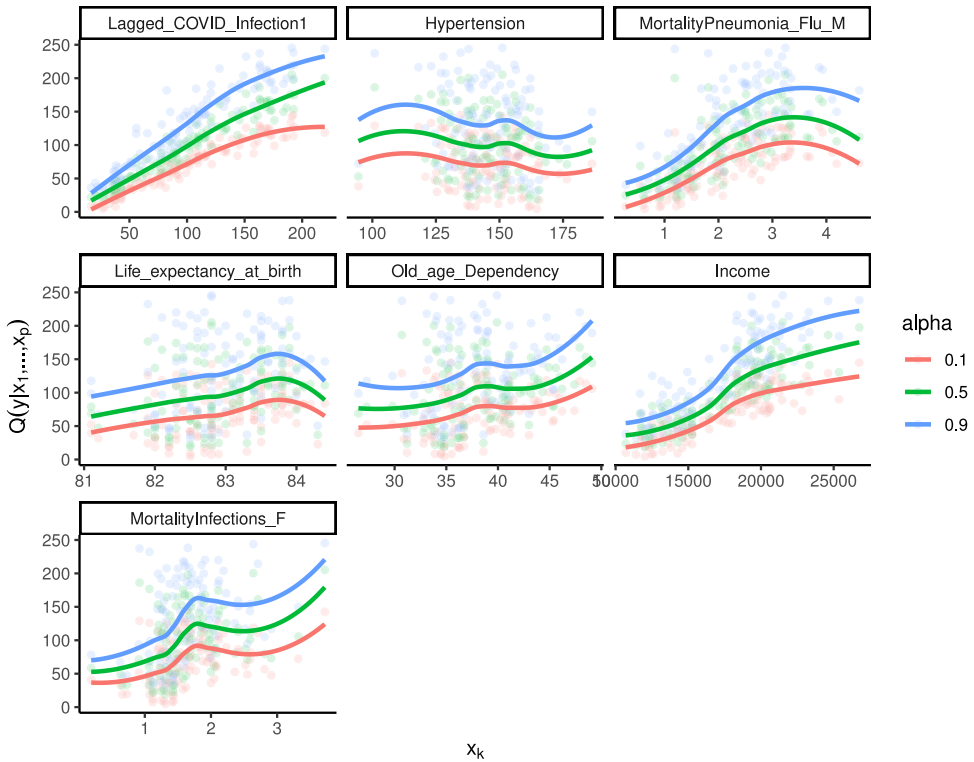 Lagged_COVID_Infection1 Hypertension MortalityPneumonia_Flu_M
250
200
150
100
50
0
50 100 150 200 100 125 150 175 1 2 3 4
Life_expectancy_at_birth Old_age_Dependency Income
250
200
150
100
50
0
81 82 83 84 30 35 40 45 50 10000 15000 20000 25000
MortalityInfections_F
250
200
150
100
50
0
1 2 3
Q(y|x1,...,xp)
xk
alpha
0.1
0.5
0.9